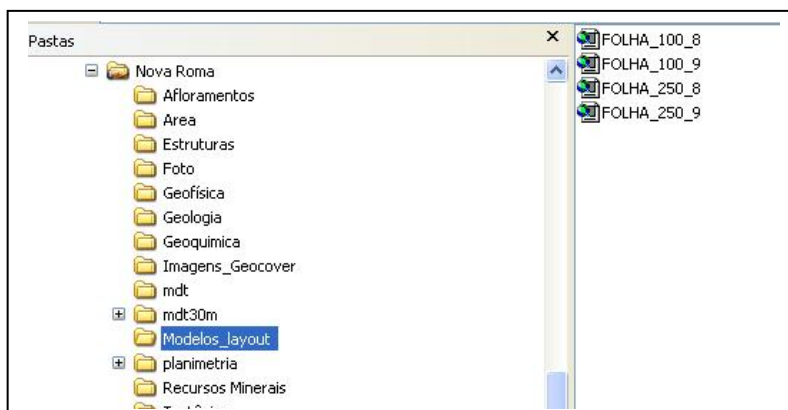 Pastas
Nova Roma
Afloramentos
Area
Estruturas
Foto
Geofísica
Geologia
Geoquimica
Imagens_Geocover
mdt
mdt30m
Modelos_layout
planimetria
Recursos Minerais
FOLHA_100_8
FOLHA_100_9
FOLHA_250_8
FOLHA_250_9